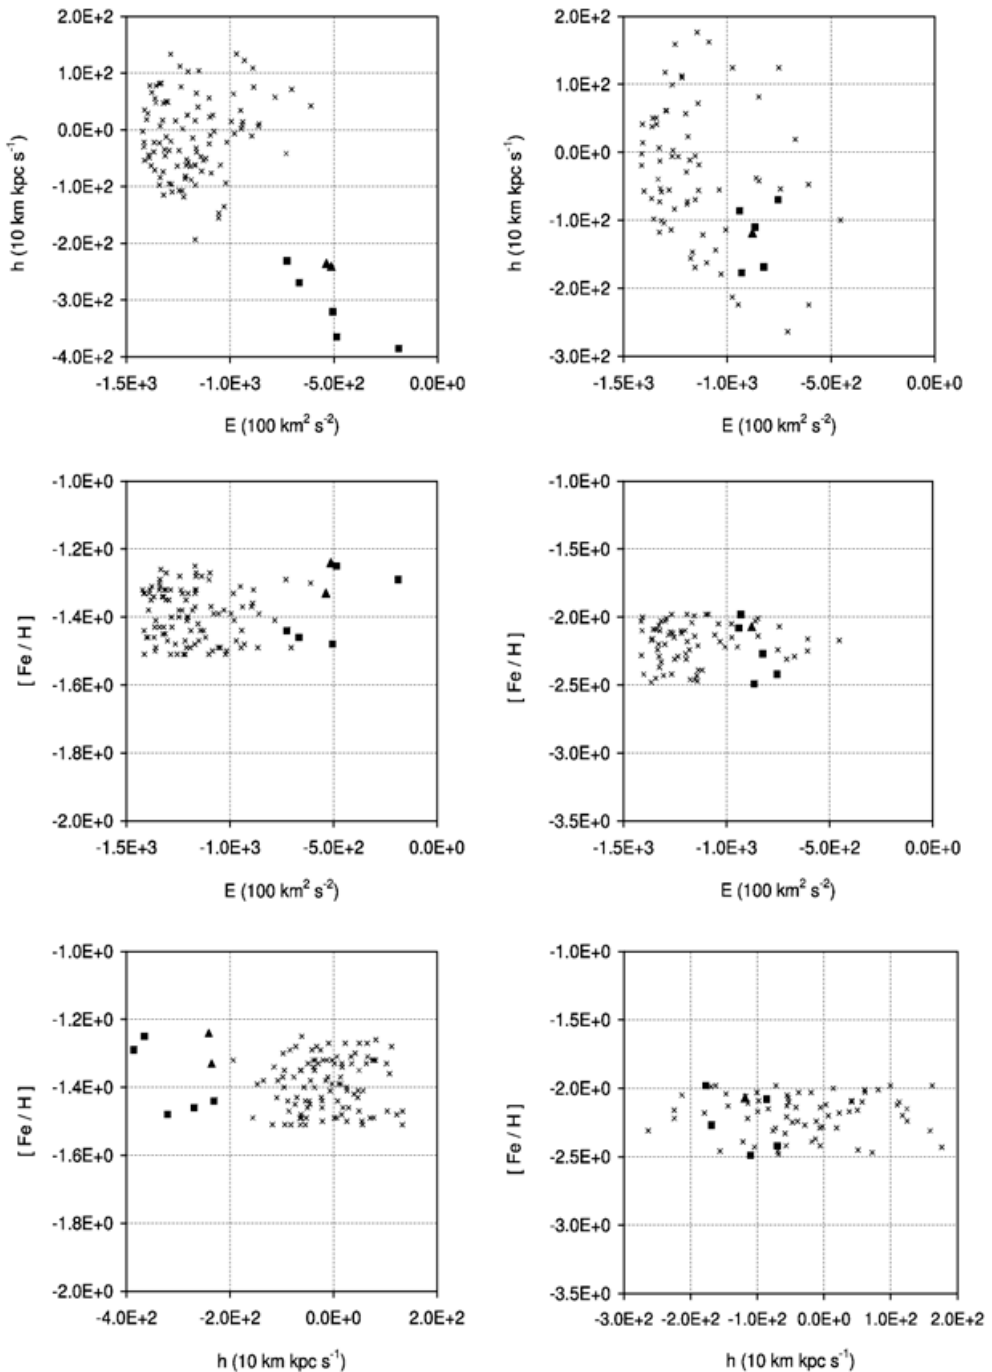 2.0E+2
1.0E+2
0.0E+0
-1.0E+2
-2.0E+2
-3.0E+2
-4.0E+2
h (10 km kpc s⁻¹)
-1.5E+3 -1.0E+3 -5.0E+2 0.0E+0
E (100 km² s⁻²)
2.0E+2
1.0E+2
0.0E+0
-1.0E+2
-2.0E+2
-3.0E+2
h (10 km kpc s⁻¹)
-1.5E+3 -1.0E+3 -5.0E+2 0.0E+0
E (100 km² s⁻²)
-1.0E+0
-1.2E+0
-1.4E+0
-1.6E+0
-1.8E+0
-2.0E+0
[ Fe / H ]
-1.5E+3 -1.0E+3 -5.0E+2 0.0E+0
E (100 km² s⁻²)
-1.0E+0
-1.5E+0
-2.0E+0
-2.5E+0
-3.0E+0
-3.5E+0
[ Fe / H ]
-1.5E+3 -1.0E+3 -5.0E+2 0.0E+0
E (100 km² s⁻²)
-1.0E+0
-1.2E+0
-1.4E+0
-1.6E+0
-1.8E+0
-2.0E+0
[ Fe / H ]
-4.0E+2 -2.0E+2 0.0E+0 2.0E+2
h (10 km kpc s⁻¹)
-1.0E+0
-1.5E+0
-2.0E+0
-2.5E+0
-3.0E+0
-3.5E+0
[ Fe / H ]
-3.0E+2 -2.0E+2 -1.0E+2 0.0E+0 1.0E+2 2.0E+2
h (10 km kpc s⁻¹)